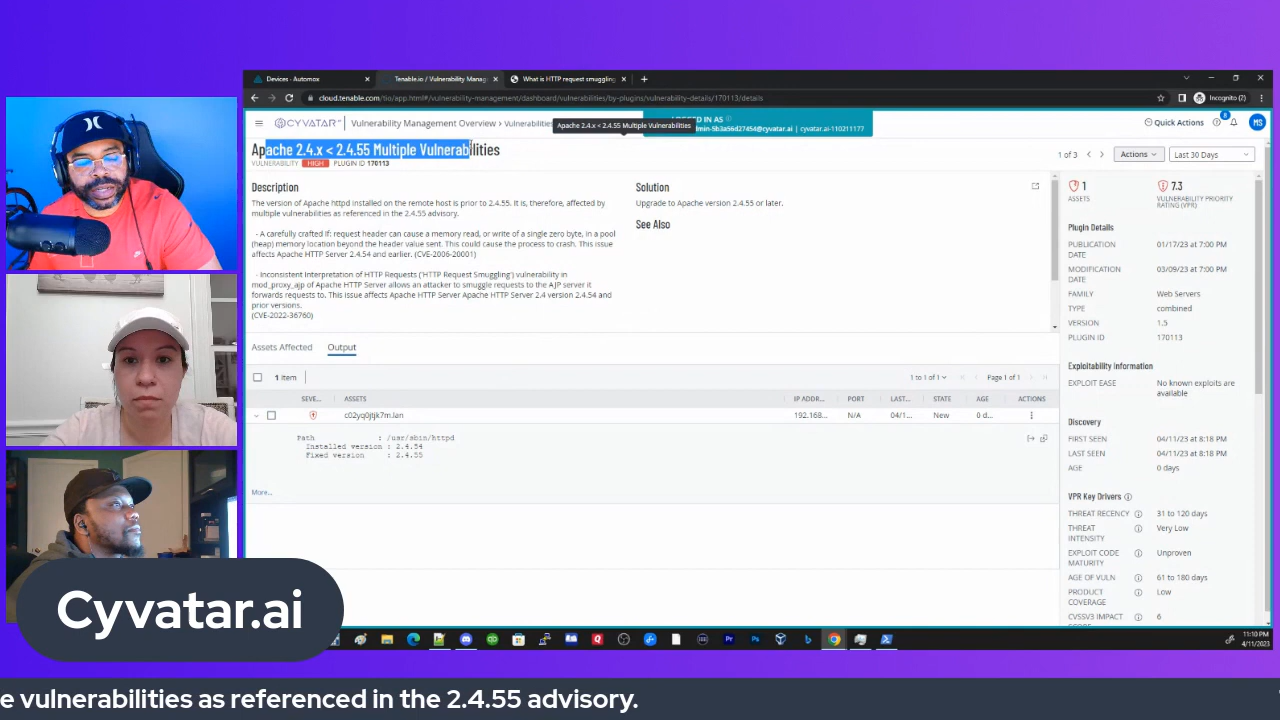 Devices - Automox
Tenable.io / Vulnerability Manag
What is HTTP request smuggling
cloud.tenable.com/tio/app.html#/vulnerability-management/dashboard/vulnerabilities/by-plugins/vulnerability-details/170113/details
Incognito (2)
CYVATAR
Vulnerability Management Overview > Vulnerabilities
Apache 2.4.x < 2.4.55 Multiple Vulnerabilities
LOGGED IN AS
dmin-5b3a56d27454@cyvatar.ai | cyvatar.ai-110211177
Quick Actions
8
MS
Apache 2.4.x < 2.4.55 Multiple Vulnerabilities
VULNERABILITY HIGH PLUGIN ID 170113
1 of 3
Actions
Last 30 Days
Description
The version of Apache httpd installed on the remote host is prior to 2.4.55. It is, therefore, affected by
multiple vulnerabilities as referenced in the 2.4.55 advisory.
- A carefully crafted If: request header can cause a memory read, or write of a single zero byte, in a pool
(heap) memory location beyond the header value sent. This could cause the process to crash. This issue
affects Apache HTTP Server 2.4.54 and earlier. (CVE-2006-20001)
- Inconsistent Interpretation of HTTP Requests ('HTTP Request Smuggling') vulnerability in
mod_proxy_ajp of Apache HTTP Server allows an attacker to smuggle requests to the AJP server it
forwards requests to. This issue affects Apache HTTP Server Apache HTTP Server 2.4 version 2.4.54 and
prior versions.
(CVE-2022-36760)
Solution
Upgrade to Apache version 2.4.55 or later.
See Also
Assets Affected
Output
1 Item
1 to 1 of 1
Page 1 of 1
SEVE...
ASSETS
IP ADDR...
PORT
LAST...
STATE
AGE
ACTIONS
c02yq0jtjk7m.lan
192.168...
N/A
04/1...
New
0 d...
Path : /usr/sbin/httpd
Installed version : 2.4.54
Fixed version : 2.4.55
More...
1
ASSETS
7.3
VULNERABILITY PRIORITY
RATING (VPR)
Plugin Details
PUBLICATION
DATE
01/17/23 at 7:00 PM
MODIFICATION
DATE
03/09/23 at 7:00 PM
FAMILY
Web Servers
TYPE
combined
VERSION
1.5
PLUGIN ID
170113
Exploitability Information
EXPLOIT EASE
No known exploits are
available
Discovery
FIRST SEEN
04/11/23 at 8:18 PM
LAST SEEN
04/11/23 at 8:18 PM
AGE
0 days
VPR Key Drivers
THREAT RECENCY
31 to 120 days
THREAT
INTENSITY
Very Low
EXPLOIT CODE
MATURITY
Unproven
AGE OF VULN
61 to 180 days
PRODUCT
COVERAGE
Low
CVSSV3 IMPACT
6
11:10 PM
4/11/2023
Cyvatar.ai
e vulnerabilities as referenced in the 2.4.55 advisory.